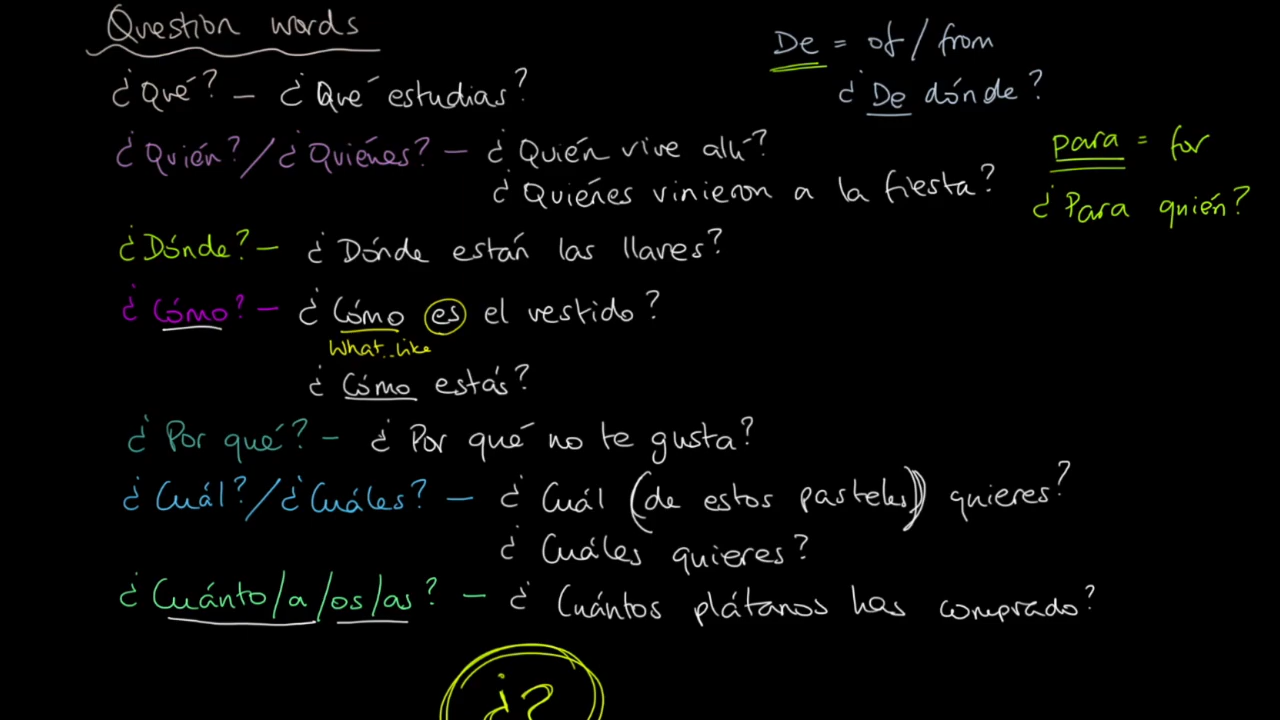 Question words
¿Qué? – ¿Qué estudias?
¿Quién? / ¿Quiénes? – ¿Quién vive allí?
¿Quiénes vinieron a la fiesta?
¿Dónde? – ¿Dónde están las llaves?
¿Cómo? – ¿Cómo es el vestido?
What..like
¿Cómo estás?
¿Por qué? – ¿Por qué no te gusta?
¿Cuál? / ¿Cuáles? – ¿Cuál (de estos pasteles) quieres?
¿Cuáles quieres?
¿Cuánto/a/os/as? – ¿Cuántos plátanos has comprado?
¿?
De = of / from
¿De dónde?
para = for
¿Para quién?